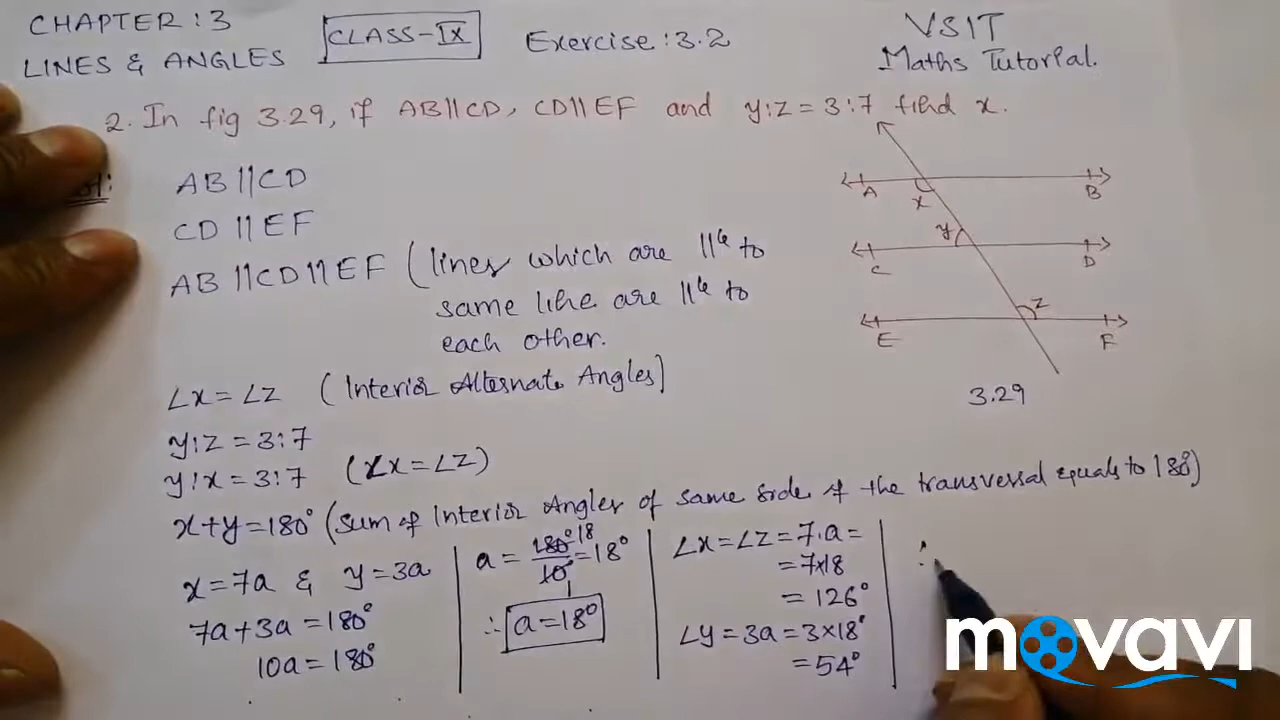 CHAPTER:3
LINES & ANGLES
CLASS-IX
Exercise:3.2
VSIT
Maths Tutorial.
2. In fig 3.29, if AB||CD, CD||EF and y:z = 3:7 find x.
AB||CD
CD||EF
AB||CD||EF (lines which are ||le to
same line are ||le to
each other.
∠x = ∠z (Interior Alternate Angles)
y:z = 3:7
y:x = 3:7 (∠x = ∠z)
x+y = 180° (sum of Interior Angles of same side of the transversal equals to 180°)
x = 7a & y = 3a
7a + 3a = 180°
10a = 180°
a = 180°/10 = 18°
18
1
∴ a = 18°
∠x = ∠z = 7.a =
= 7×18
= 126°
∠y = 3a = 3×18°
= 54°
∴
A
B
x
y
C
D
z
E
F
3.29
movavi